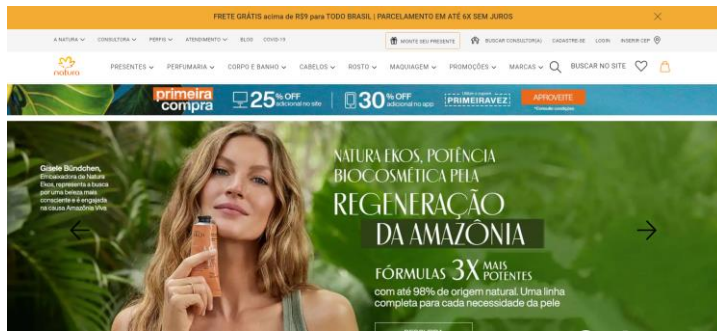 FRETE GRÁTIS acima de R$9 para TODO BRASIL | PARCELAMENTO EM ATÉ 6X SEM JUROS
A NATURA CONSULTORIA PERFIS ATENDIMENTO BLOG COVID-19 MONTE SEU PRESENTE BUSCAR CONSULTOR(A) CADASTRE-SE LOGIN INSERIR CEP
natura PRESENTES PERFUMARIA CORPO E BANHO CABELOS ROSTO MAQUIAGEM PROMOÇÕES MARCAS BUSCAR NO SITE
primeira compra 25% OFF adicional no site 30% OFF adicional no app Utilize o cupom PRIMEIRAVEZ APROVEITE *Consulte condições
Gisele Bündchen,
Embaixadora de Natura
Ekos, representa a busca
por uma beleza mais
consciente e é engajada
na causa Amazônia Viva
NATURA EKOS, POTÊNCIA
BIOCOSMÉTICA PELA
REGENERAÇÃO
DA AMAZÔNIA
FÓRMULAS 3X MAIS POTENTES
com até 98% de origem natural. Uma linha
completa para cada necessidade da pele